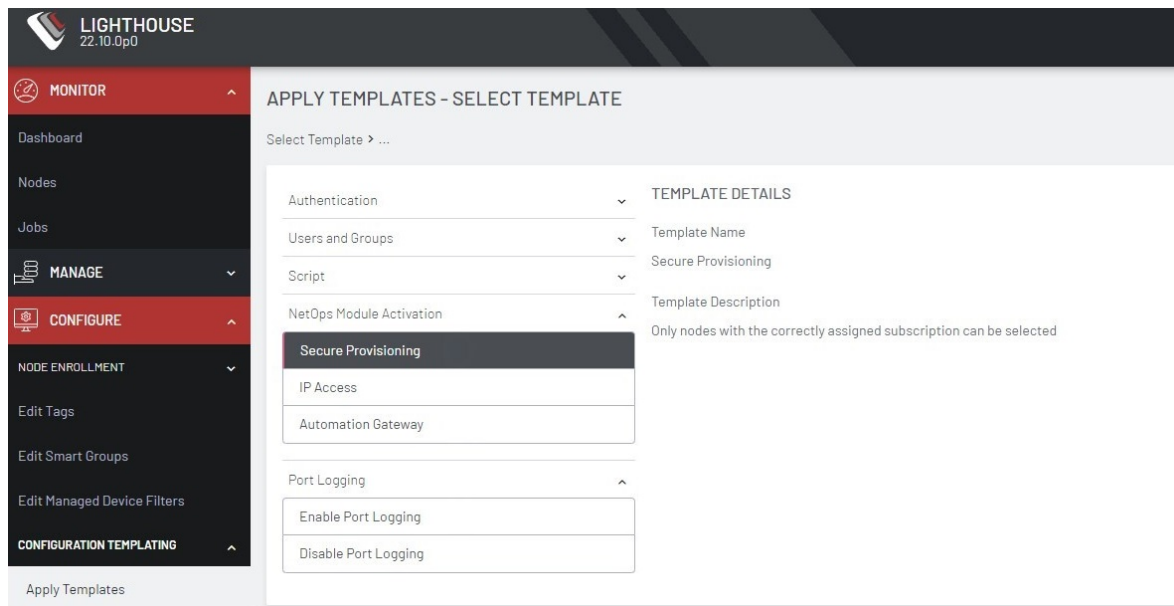 LIGHTHOUSE
22.10.0p0
MONITOR
Dashboard
Nodes
Jobs
MANAGE
CONFIGURE
NODE ENROLLMENT
Edit Tags
Edit Smart Groups
Edit Managed Device Filters
CONFIGURATION TEMPLATING
Apply Templates
APPLY TEMPLATES - SELECT TEMPLATE
Select Template > ...
Authentication
Users and Groups
Script
NetOps Module Activation
Secure Provisioning
IP Access
Automation Gateway
Port Logging
Enable Port Logging
Disable Port Logging
TEMPLATE DETAILS
Template Name
Secure Provisioning
Template Description
Only nodes with the correctly assigned subscription can be selected